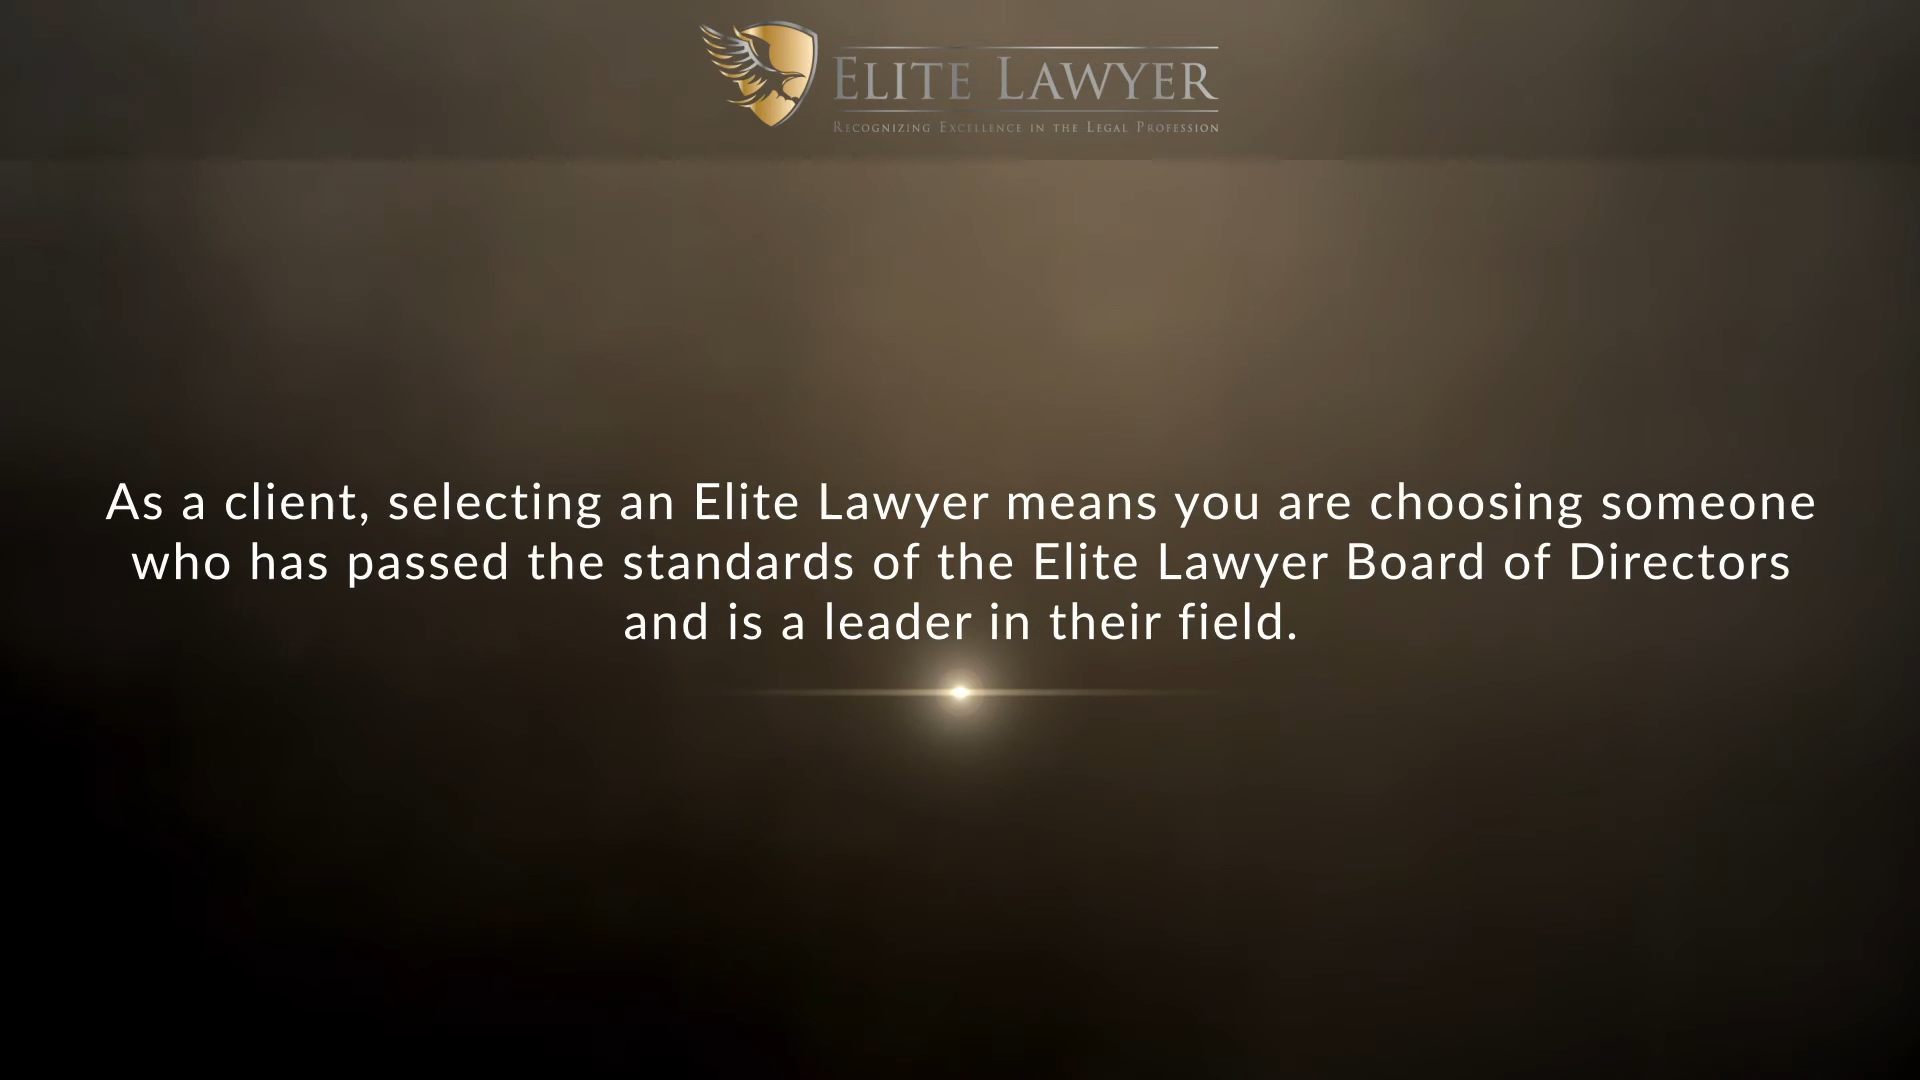 ELITE LAWYER
RECOGNIZING EXCELLENCE IN THE LEGAL PROFESSION
As a client, selecting an Elite Lawyer means you are choosing someone
who has passed the standards of the Elite Lawyer Board of Directors
and is a leader in their field.